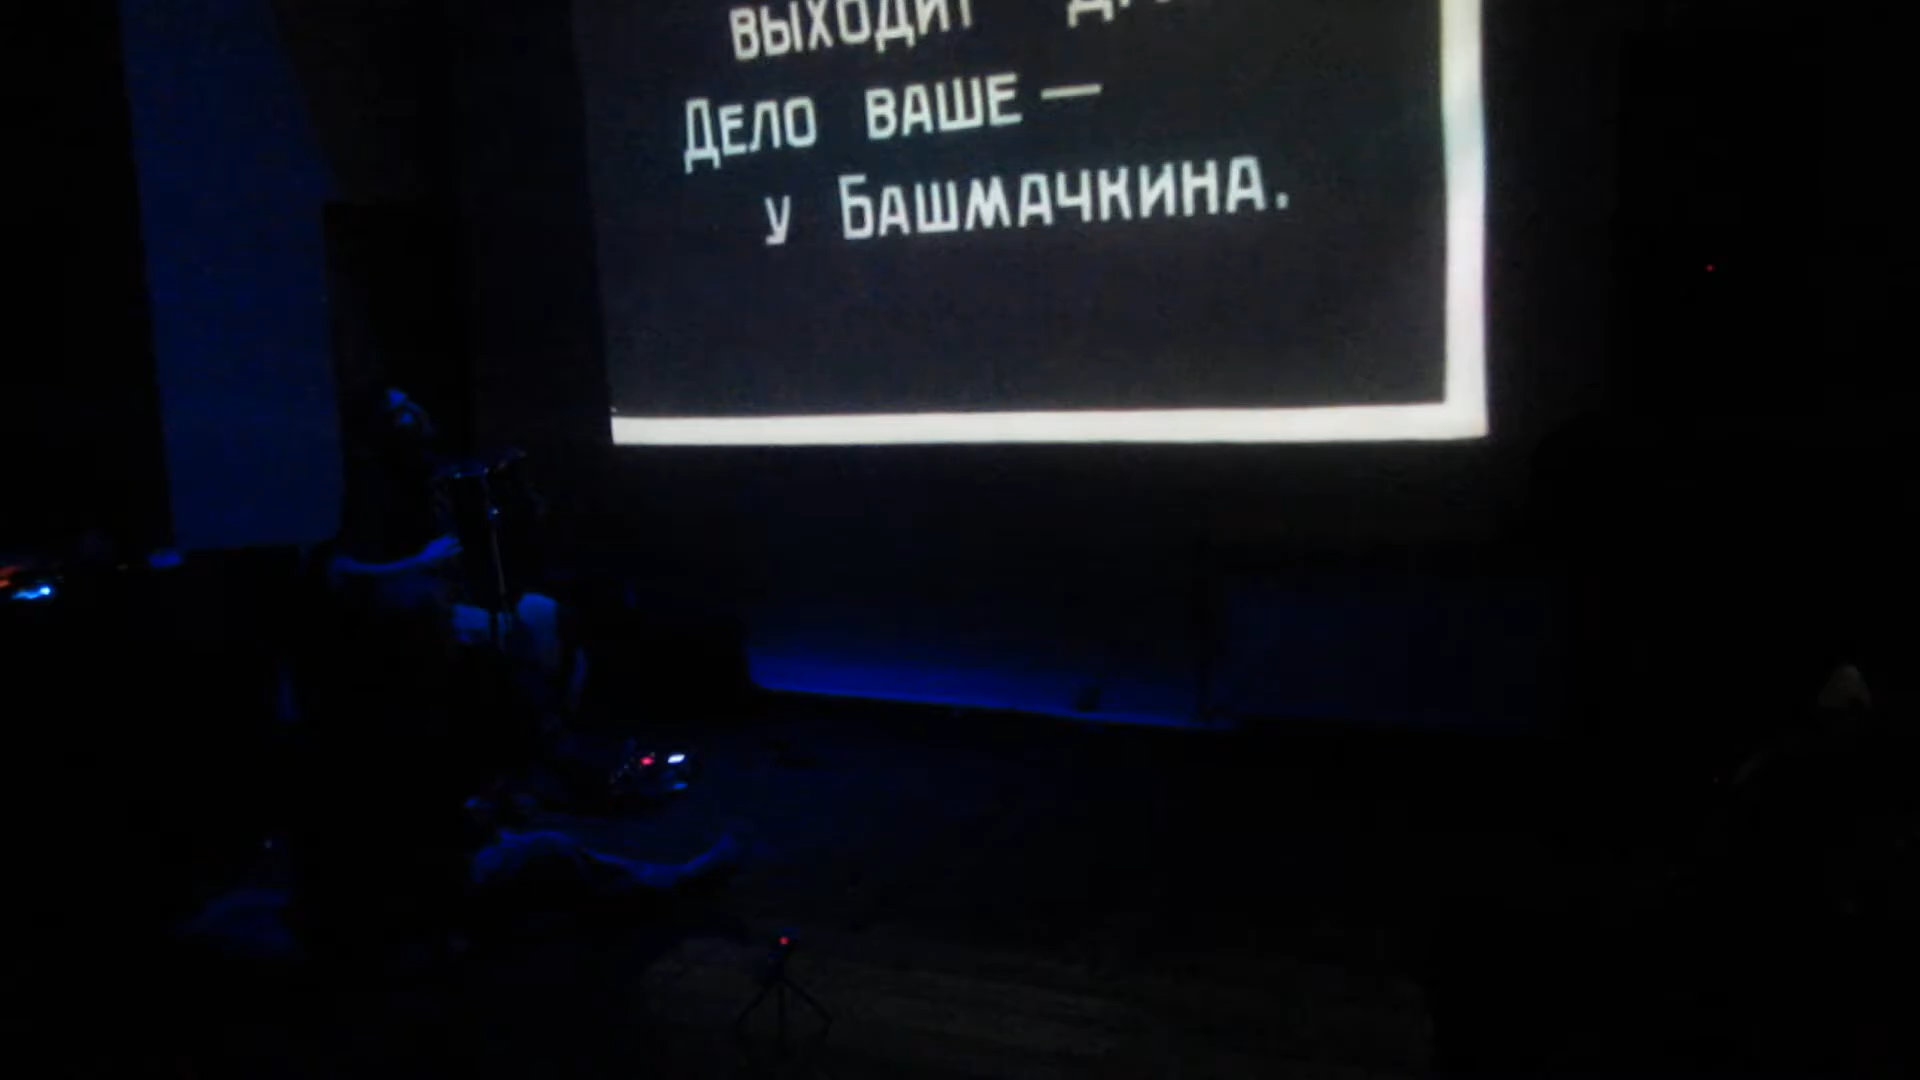 выходит
Дело ваше —
у Башмачкина.